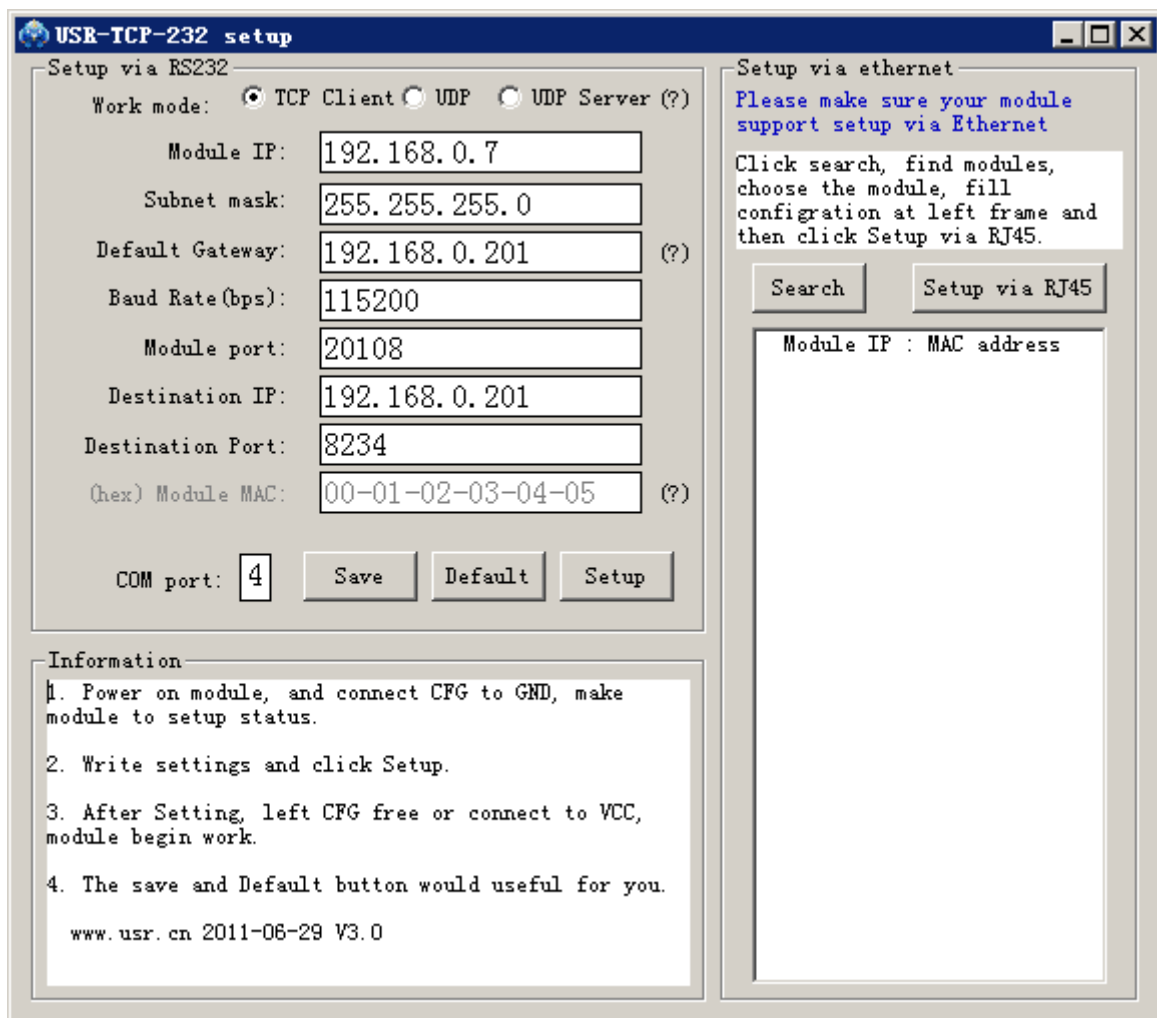 USR-TCP-232 setup
Setup via RS232
Work mode: TCP Client UDP UDP Server (?)
Module IP: 192.168.0.7
Subnet mask: 255.255.255.0
Default Gateway: 192.168.0.201 (?)
Baud Rate(bps): 115200
Module port: 20108
Destination IP: 192.168.0.201
Destination Port: 8234
(hex) Module MAC: 00-01-02-03-04-05 (?)
COM port: 4 Save Default Setup
Information
1. Power on module, and connect CFG to GND, make
module to setup status.
2. Write settings and click Setup.
3. After Setting, left CFG free or connect to VCC,
module begin work.
4. The save and Default button would useful for you.
www.usr.cn 2011-06-29 V3.0
Setup via ethernet
Please make sure your module
support setup via Ethernet
Click search, find modules,
choose the module, fill
configration at left frame and
then click Setup via RJ45.
Search Setup via RJ45
Module IP : MAC address